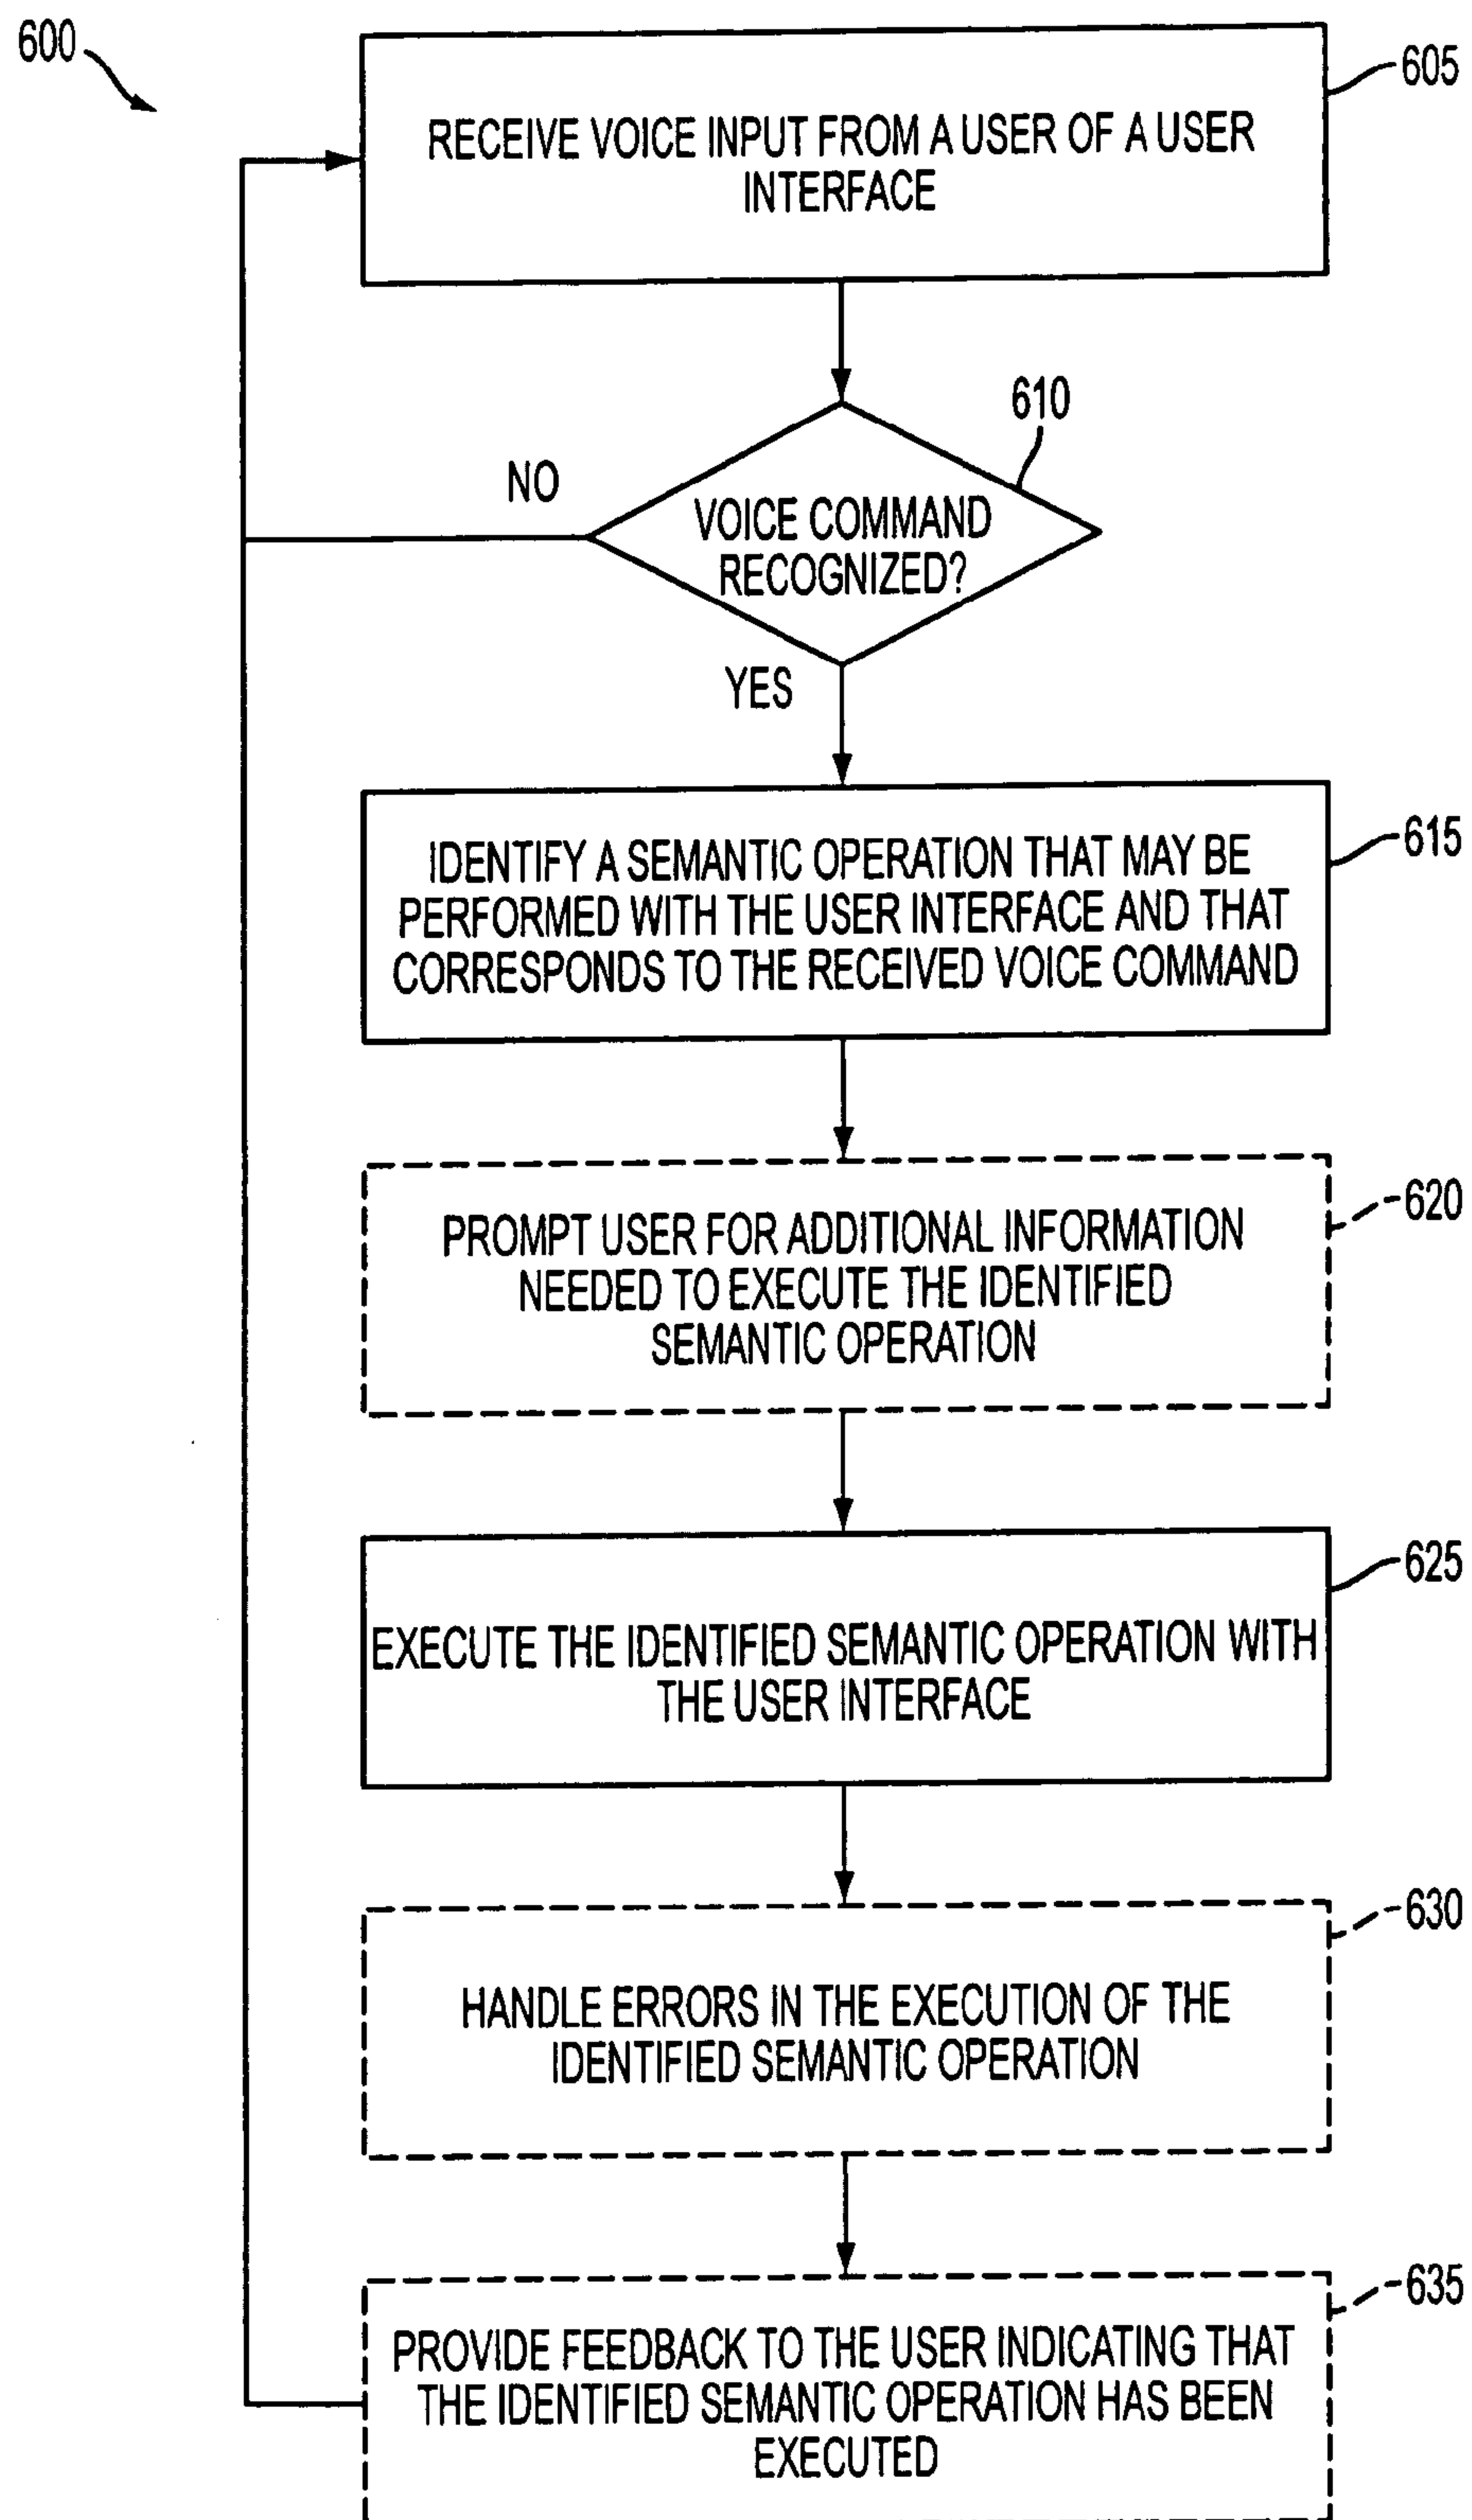 600
605
RECEIVE VOICE INPUT FROM A USER OF A USER
INTERFACE
610
NO
VOICE COMMAND
RECOGNIZED?
YES
615
IDENTIFY A SEMANTIC OPERATION THAT MAY BE
PERFORMED WITH THE USER INTERFACE AND THAT
CORRESPONDS TO THE RECEIVED VOICE COMMAND
620
PROMPT USER FOR ADDITIONAL INFORMATION
NEEDED TO EXECUTE THE IDENTIFIED
SEMANTIC OPERATION
625
EXECUTE THE IDENTIFIED SEMANTIC OPERATION WITH
THE USER INTERFACE
630
HANDLE ERRORS IN THE EXECUTION OF THE
IDENTIFIED SEMANTIC OPERATION
635
PROVIDE FEEDBACK TO THE USER INDICATING THAT
THE IDENTIFIED SEMANTIC OPERATION HAS BEEN
EXECUTED